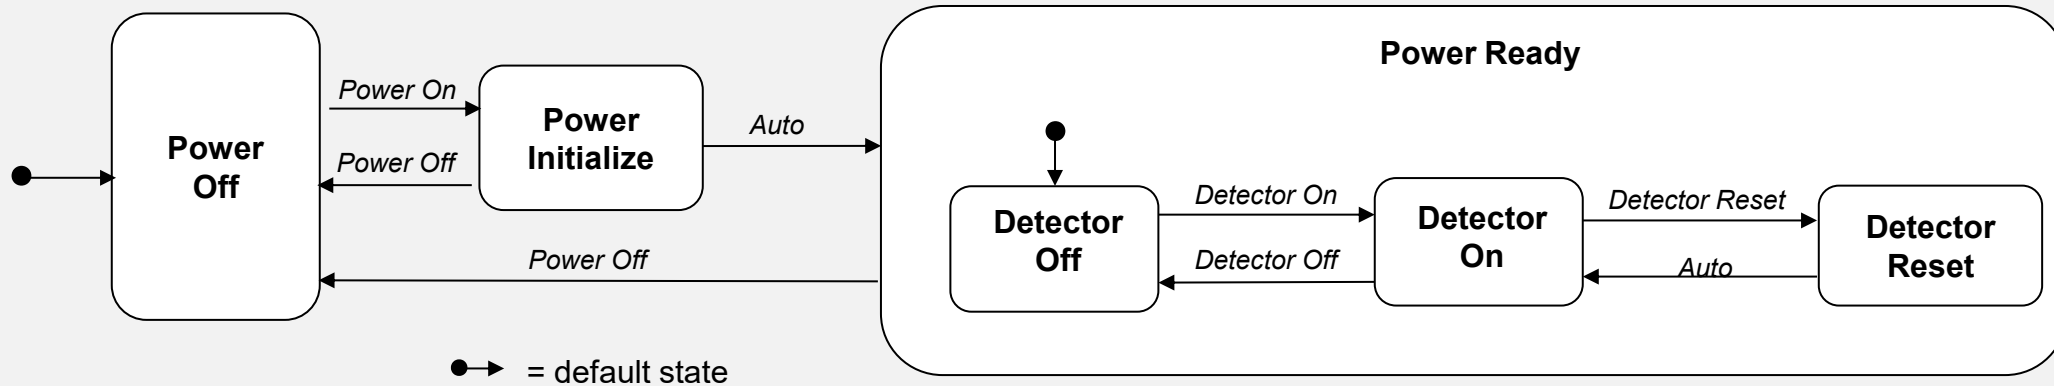 Power Ready
Power On
Power
Initialize
Auto
Power
Off
Power Off
Detector On
Detector Reset
Detector
Off
Detector
On
Detector
Reset
Power Off
Detector Off
Auto
= default state